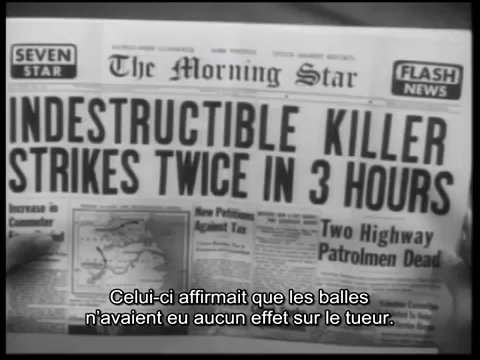 SEVEN
STAR
The Morning Star
FLASH
NEWS
INDESTRUCTIBLE KILLER
STRIKES TWICE IN 3 HOURS
Increase in
Commuter
New Petitions
Against Tax
Two Highway
Patrolmen Dead
Celui-ci affirmait que les balles
n'avaient eu aucun effet sur le tueur.